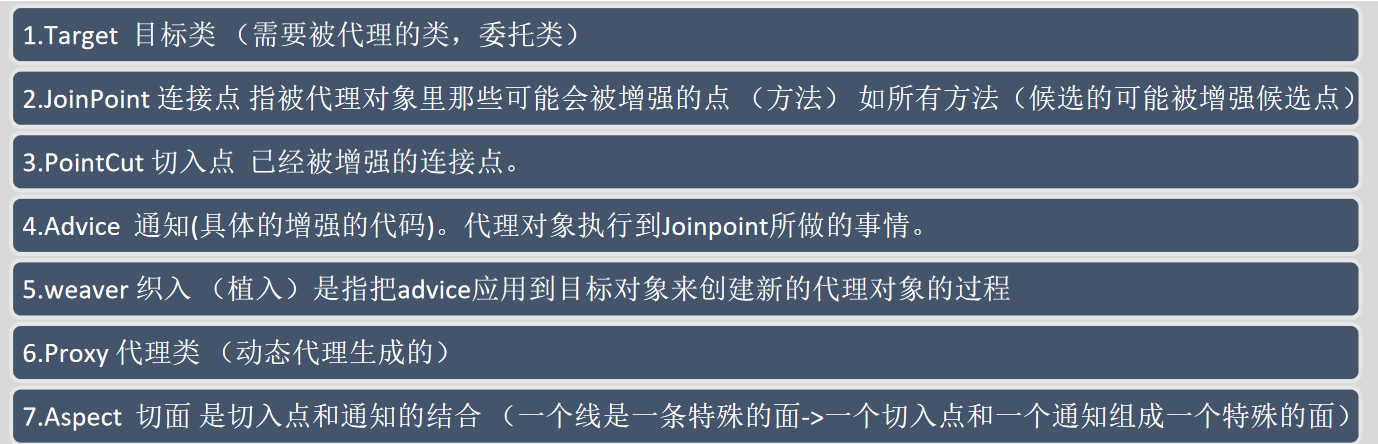 1.Target 目标类 （需要被代理的类，委托类）
2.JoinPoint 连接点 指被代理对象里那些可能会被增强的点 （方法） 如所有方法（候选的可能被增强候选点）
3.PointCut 切入点 已经被增强的连接点。
4.Advice 通知(具体的增强的代码)。代理对象执行到Joinpoint所做的事情。
5.weaver 织入 （植入）是指把advice应用到目标对象来创建新的代理对象的过程
6.Proxy 代理类 （动态代理生成的）
7.Aspect 切面 是切入点和通知的结合 （一个线是一条特殊的面->一个切入点和一个通知组成一个特殊的面）